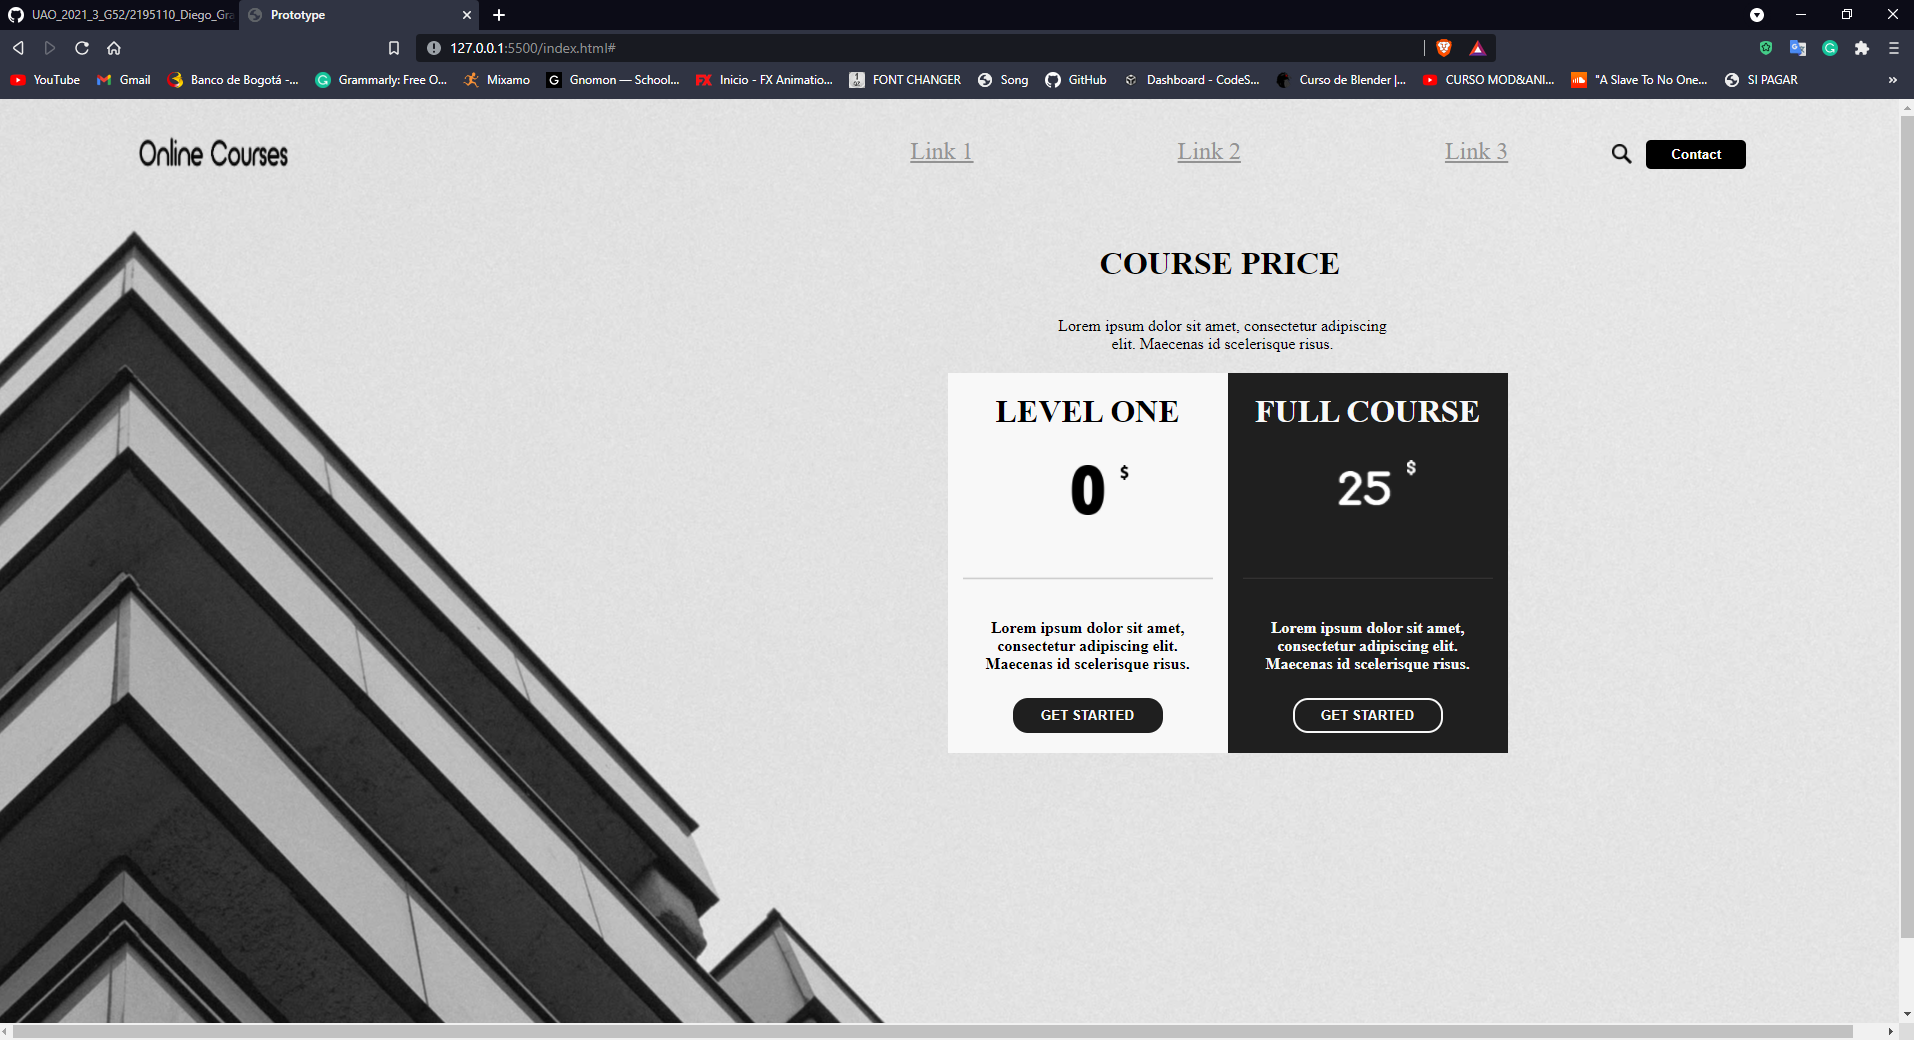 UAO_2021_3_G52/2195110_Diego_Gra
Prototype
127.0.0.1:5500/index.html#
YouTube
Gmail
Banco de Bogotá -...
Grammarly: Free O...
Mixamo
Gnomon — School...
Inicio - FX Animatio...
FONT CHANGER
Song
GitHub
Dashboard - CodeS...
Curso de Blender |...
CURSO MOD&ANI...
"A Slave To No One...
SI PAGAR
»
Online Courses
Link 1
Link 2
Link 3
Contact
COURSE PRICE
Lorem ipsum dolor sit amet, consectetur adipiscing
elit. Maecenas id scelerisque risus.
LEVEL ONE
0 $
Lorem ipsum dolor sit amet,
consectetur adipiscing elit.
Maecenas id scelerisque risus.
GET STARTED
FULL COURSE
25 $
Lorem ipsum dolor sit amet,
consectetur adipiscing elit.
Maecenas id scelerisque risus.
GET STARTED